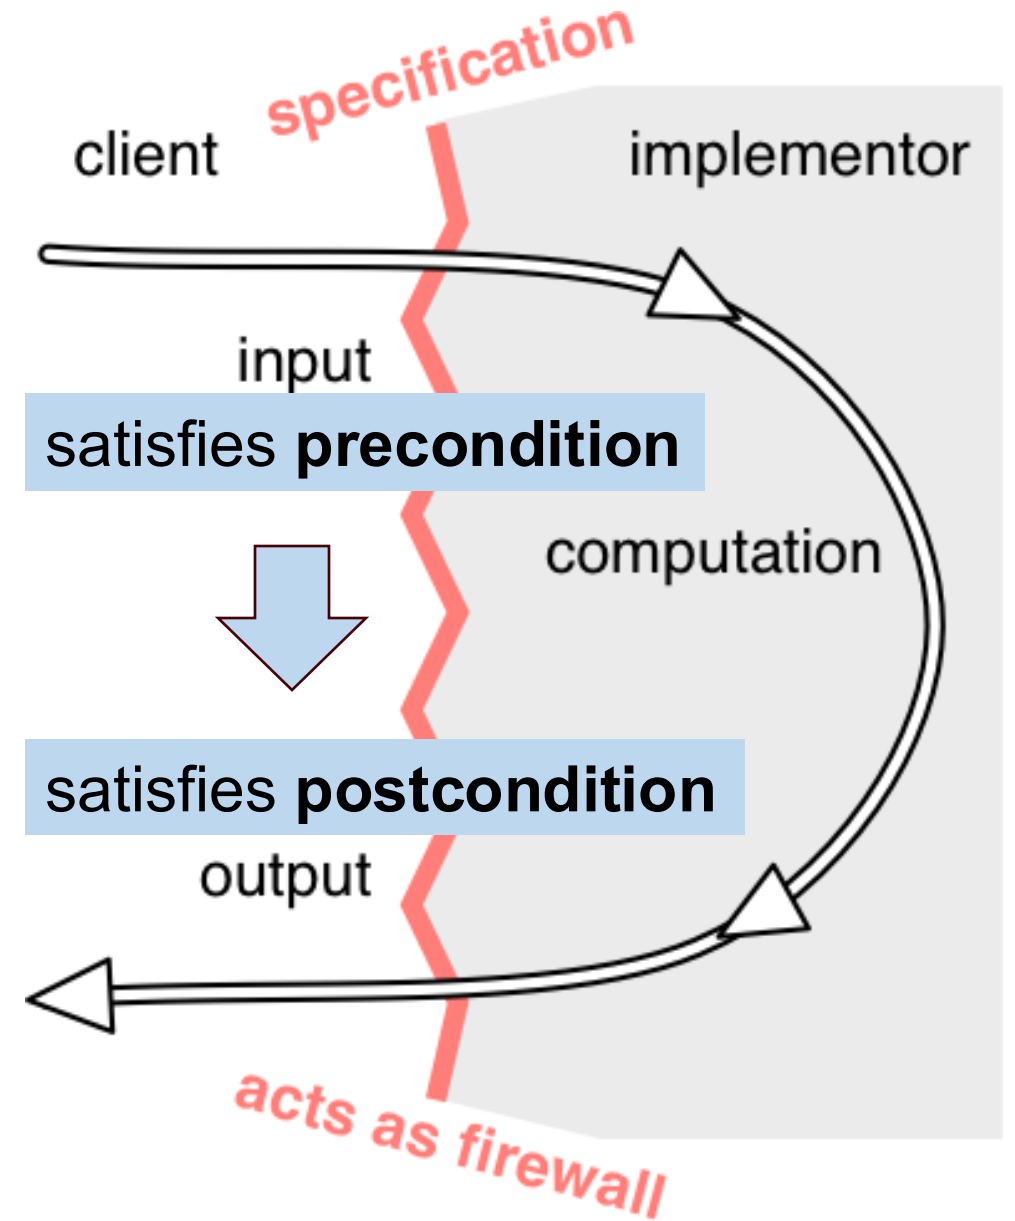 specification
client
implementor
input
satisfies precondition
computation
satisfies postcondition
output
acts as firewall